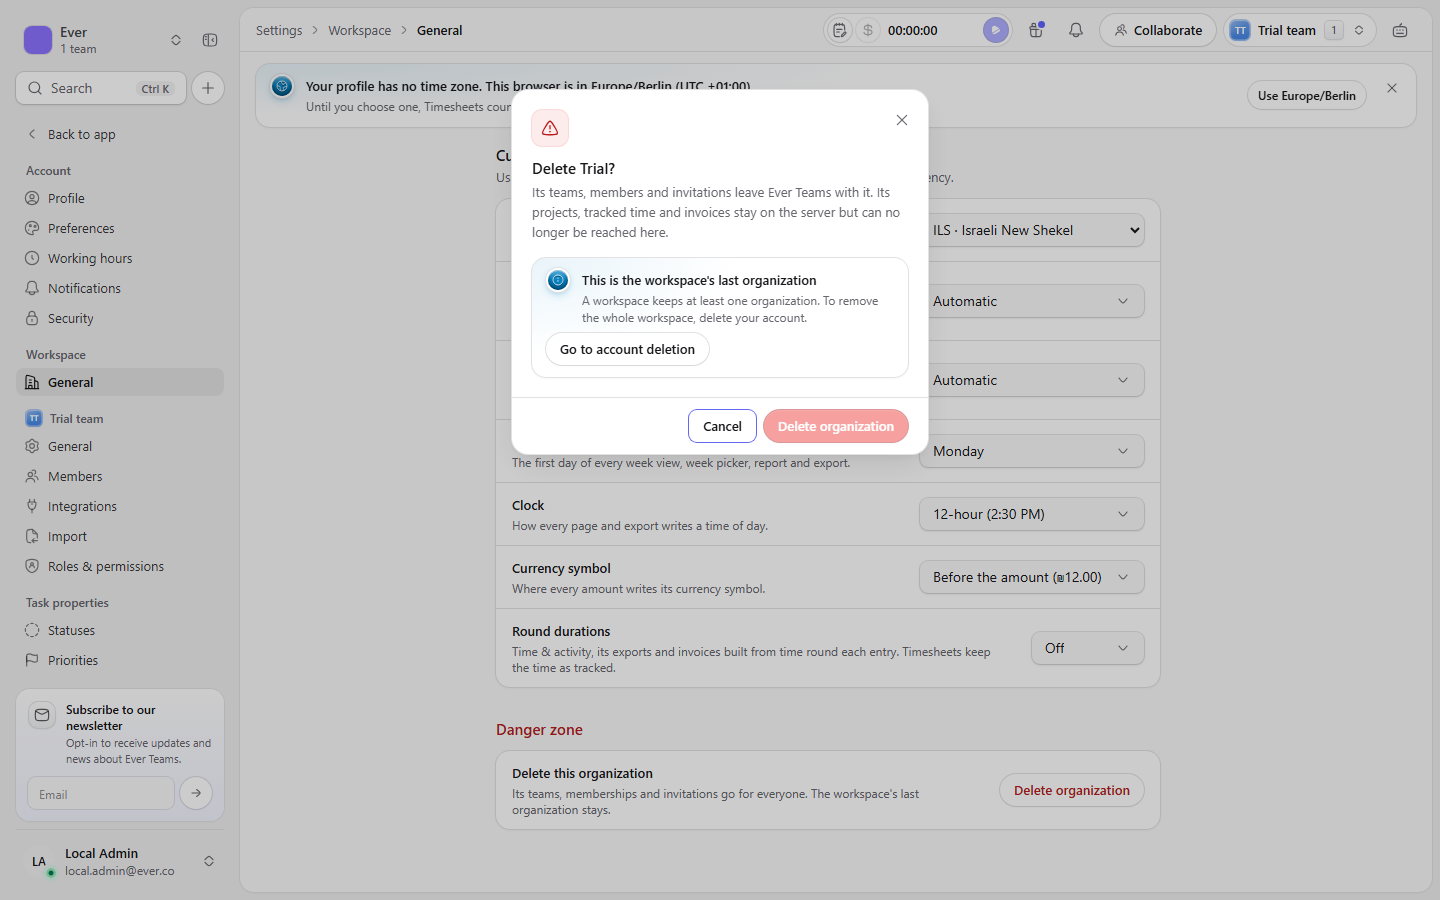 Ever
1 team
Search
Ctrl K
Back to app
Account
Profile
Preferences
Working hours
Notifications
Security
Workspace
General
TT
Trial team
General
Members
Integrations
Import
Roles & permissions
Task properties
Statuses
Priorities
Subscribe to our
newsletter
Opt-in to receive updates and
news about Ever Teams.
Email
LA
Local Admin
local.admin@ever.co
Settings
Workspace
General
00:00:00
Collaborate
TT
Trial team
1
Your profile has no time zone. This browser is in Europe/Berlin (UTC +01:00)
Until you choose one, Timesheets cour
Use Europe/Berlin
Cu
Us
ency.
ILS · Israeli New Shekel
Automatic
Automatic
Delete Trial?
Its teams, members and invitations leave Ever Teams with it. Its
projects, tracked time and invoices stay on the server but can no
longer be reached here.
This is the workspace's last organization
A workspace keeps at least one organization. To remove
the whole workspace, delete your account.
Go to account deletion
Cancel
Delete organization
Monday
The first day of every week view, week picker, report and export.
Clock
How every page and export writes a time of day.
12-hour (2:30 PM)
Currency symbol
Where every amount writes its currency symbol.
Before the amount (₪12.00)
Round durations
Time & activity, its exports and invoices built from time round each entry. Timesheets keep
the time as tracked.
Off
Danger zone
Delete this organization
Its teams, memberships and invitations go for everyone. The workspace's last
organization stays.
Delete organization